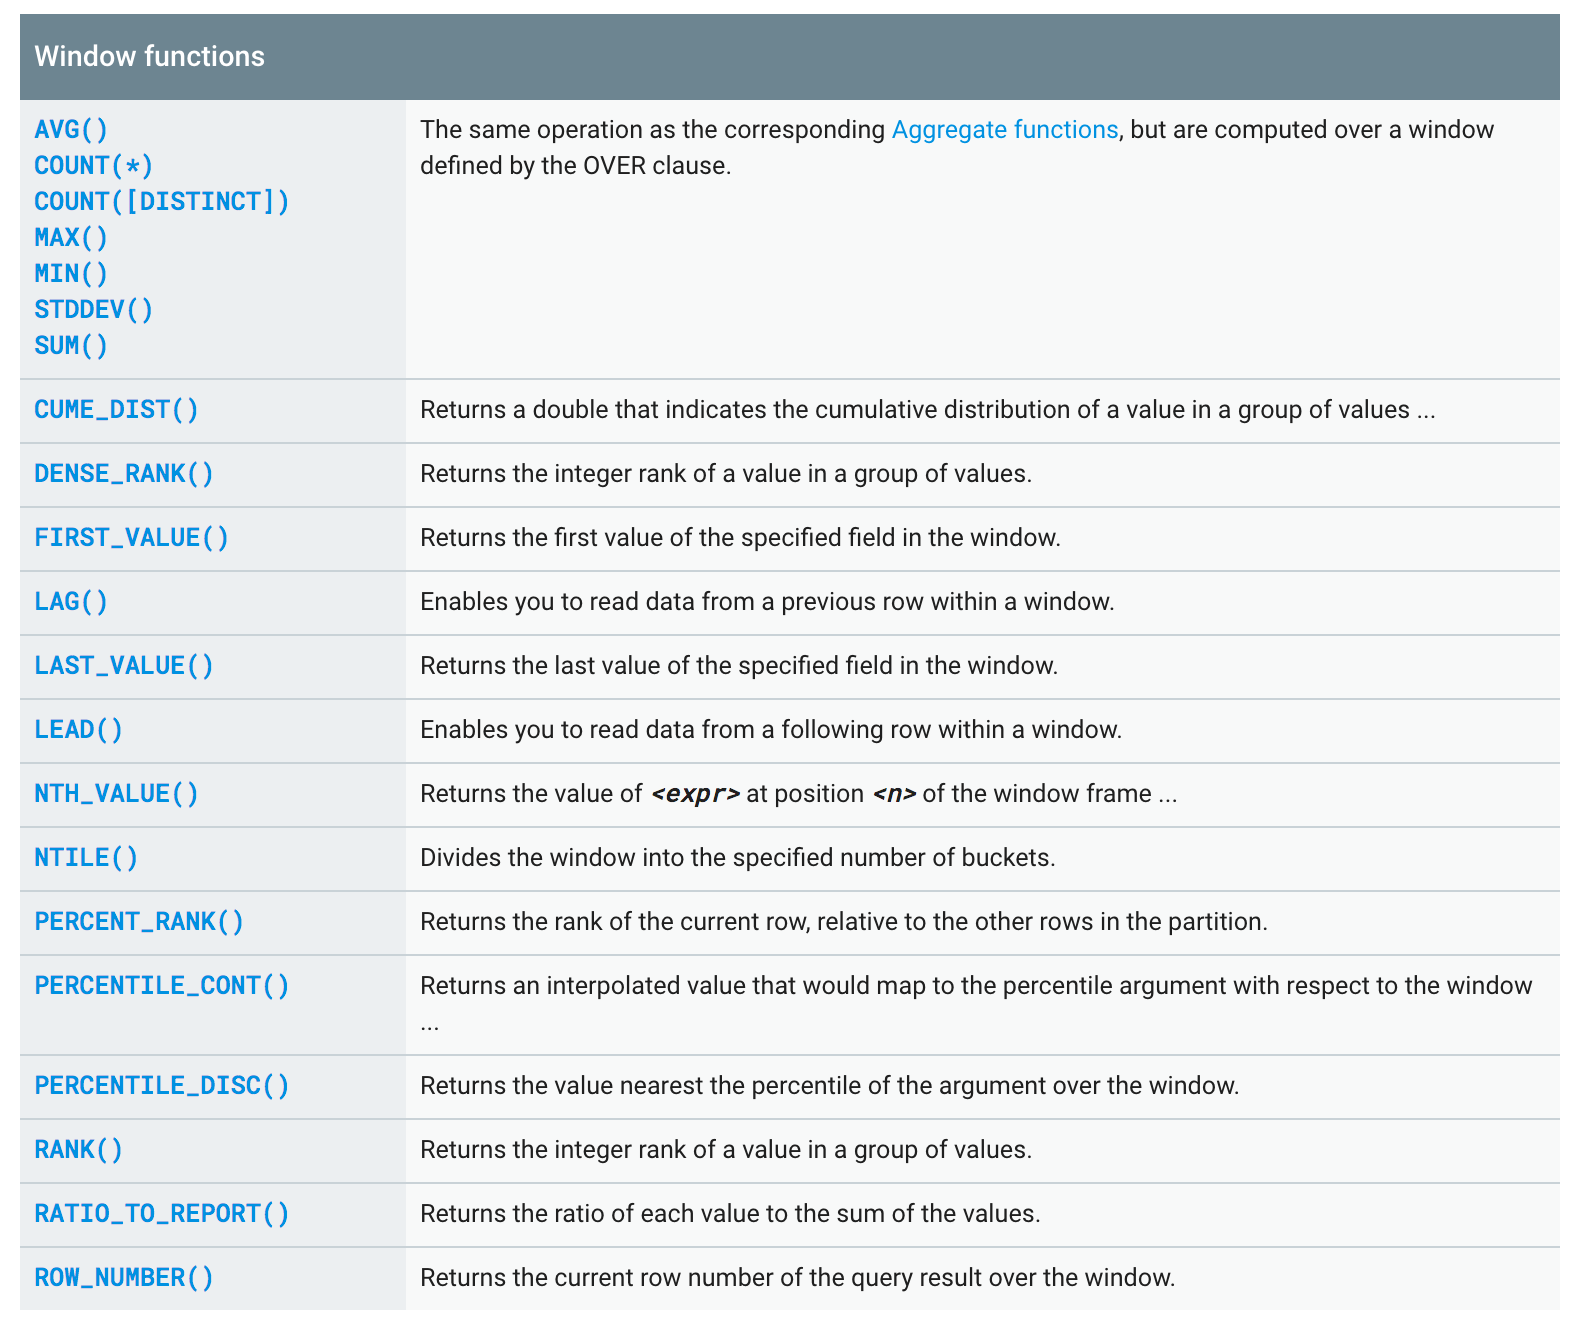 Window functions
AVG()
COUNT(*)
COUNT([DISTINCT])
MAX()
MIN()
STDDEV()
SUM()
The same operation as the corresponding Aggregate functions, but are computed over a window
defined by the OVER clause.
CUME_DIST()
Returns a double that indicates the cumulative distribution of a value in a group of values ...
DENSE_RANK()
Returns the integer rank of a value in a group of values.
FIRST_VALUE()
Returns the first value of the specified field in the window.
LAG()
Enables you to read data from a previous row within a window.
LAST_VALUE()
Returns the last value of the specified field in the window.
LEAD()
Enables you to read data from a following row within a window.
NTH_VALUE()
Returns the value of <expr> at position <n> of the window frame ...
NTILE()
Divides the window into the specified number of buckets.
PERCENT_RANK()
Returns the rank of the current row, relative to the other rows in the partition.
PERCENTILE_CONT()
Returns an interpolated value that would map to the percentile argument with respect to the window
...
PERCENTILE_DISC()
Returns the value nearest the percentile of the argument over the window.
RANK()
Returns the integer rank of a value in a group of values.
RATIO_TO_REPORT()
Returns the ratio of each value to the sum of the values.
ROW_NUMBER()
Returns the current row number of the query result over the window.